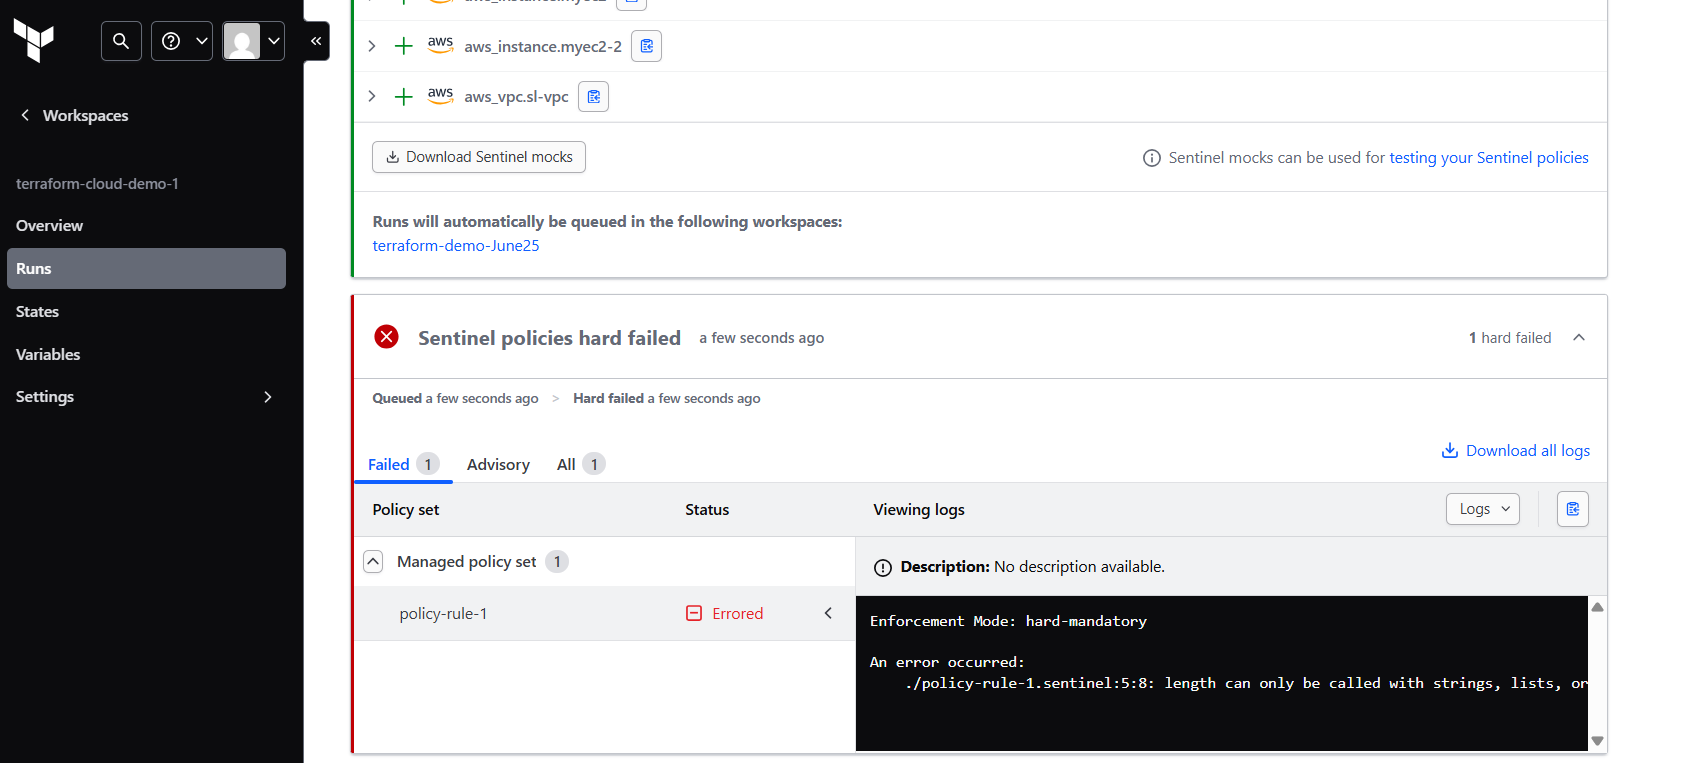 aws_instance.myec2
aws
aws_instance.myec2-2
aws
aws_vpc.sl-vpc
Download Sentinel mocks
Sentinel mocks can be used for testing your Sentinel policies
Runs will automatically be queued in the following workspaces:
terraform-demo-June25
Workspaces
terraform-cloud-demo-1
Overview
Runs
States
Variables
Settings
Sentinel policies hard failed a few seconds ago
1 hard failed
Queued a few seconds ago > Hard failed a few seconds ago
Failed 1 Advisory All 1
Download all logs
Policy set Status Viewing logs
Logs
Managed policy set 1
Description: No description available.
policy-rule-1 Errored
Enforcement Mode: hard-mandatory
An error occurred:
./policy-rule-1.sentinel:5:8: length can only be called with strings, lists, or